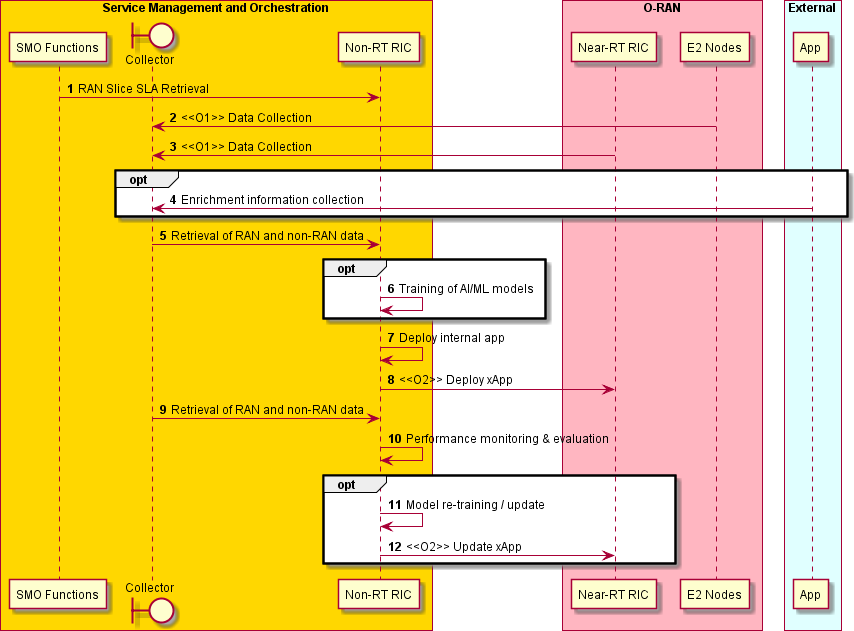 Service Management and Orchestration
O-RAN
External
SMO Functions
Collector
Non-RT RIC
Near-RT RIC
E2 Nodes
App
1 RAN Slice SLA Retrieval
2 <<O1>> Data Collection
3 <<O1>> Data Collection
opt
4 Enrichment information collection
5 Retrieval of RAN and non-RAN data
opt
6 Training of AI/ML models
7 Deploy internal app
8 <<O2>> Deploy xApp
9 Retrieval of RAN and non-RAN data
10 Performance monitoring & evaluation
opt
11 Model re-training / update
12 <<O2>> Update xApp
SMO Functions
Collector
Non-RT RIC
Near-RT RIC
E2 Nodes
App